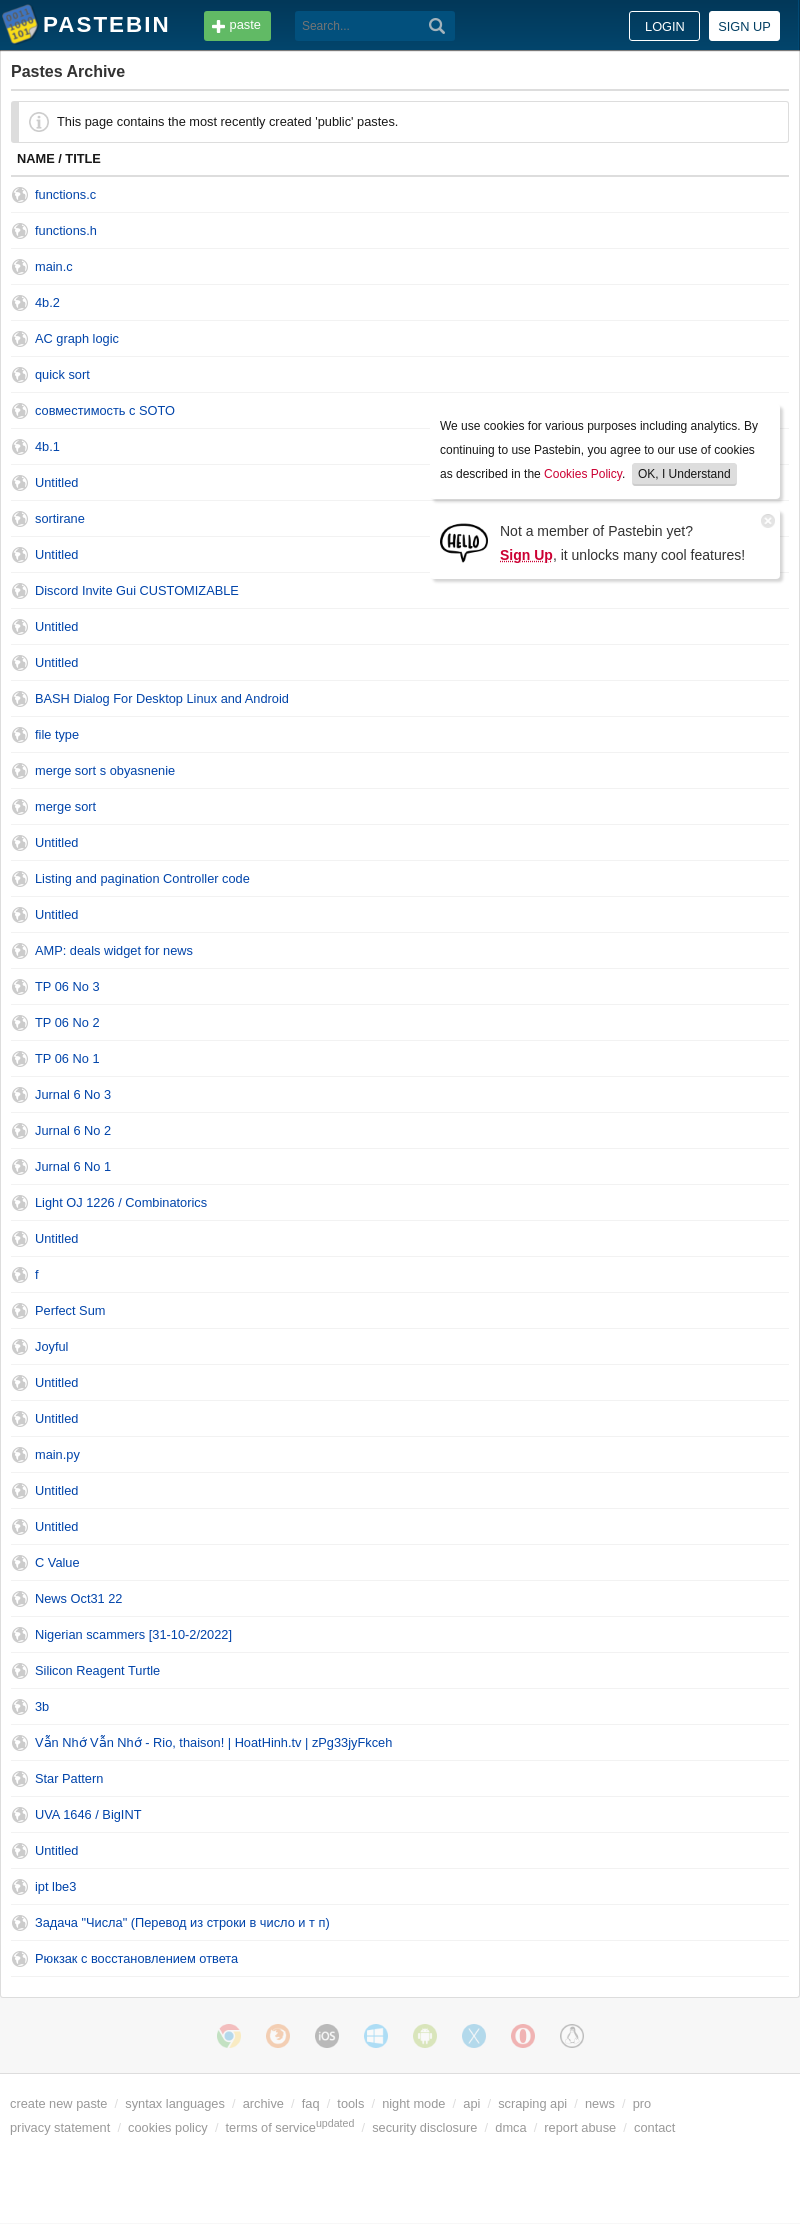 PASTEBIN paste Search... LOGIN SIGN UP
Pastes Archive
This page contains the most recently created 'public' pastes.
NAME / TITLE
functions.c
functions.h
main.c
4b.2
AC graph logic
quick sort
совместимость с SOTO
4b.1
Untitled
sortirane
Untitled
Discord Invite Gui CUSTOMIZABLE
We use cookies for various purposes including analytics. By
continuing to use Pastebin, you agree to our use of cookies
as described in the Cookies Policy. OK, I Understand
HELLO
Not a member of Pastebin yet?
Sign Up, it unlocks many cool features!
Untitled
Untitled
BASH Dialog For Desktop Linux and Android
file type
merge sort s obyasnenie
merge sort
Untitled
Listing and pagination Controller code
Untitled
AMP: deals widget for news
TP 06 No 3
TP 06 No 2
TP 06 No 1
Jurnal 6 No 3
Jurnal 6 No 2
Jurnal 6 No 1
Light OJ 1226 / Combinatorics
Untitled
f
Perfect Sum
Joyful
Untitled
Untitled
main.py
Untitled
Untitled
C Value
News Oct31 22
Nigerian scammers [31-10-2/2022]
Silicon Reagent Turtle
3b
Vẫn Nhớ Vẫn Nhớ - Rio, thaison! | HoatHinh.tv | zPg33jyFkceh
Star Pattern
UVA 1646 / BigINT
Untitled
ipt lbe3
Задача "Числа" (Перевод из строки в число и т п)
Рюкзак с восстановлением ответа
iOS
create new paste / syntax languages / archive / faq / tools / night mode / api / scraping api / news / pro
privacy statement / cookies policy / terms of serviceupdated / security disclosure / dmca / report abuse / contact